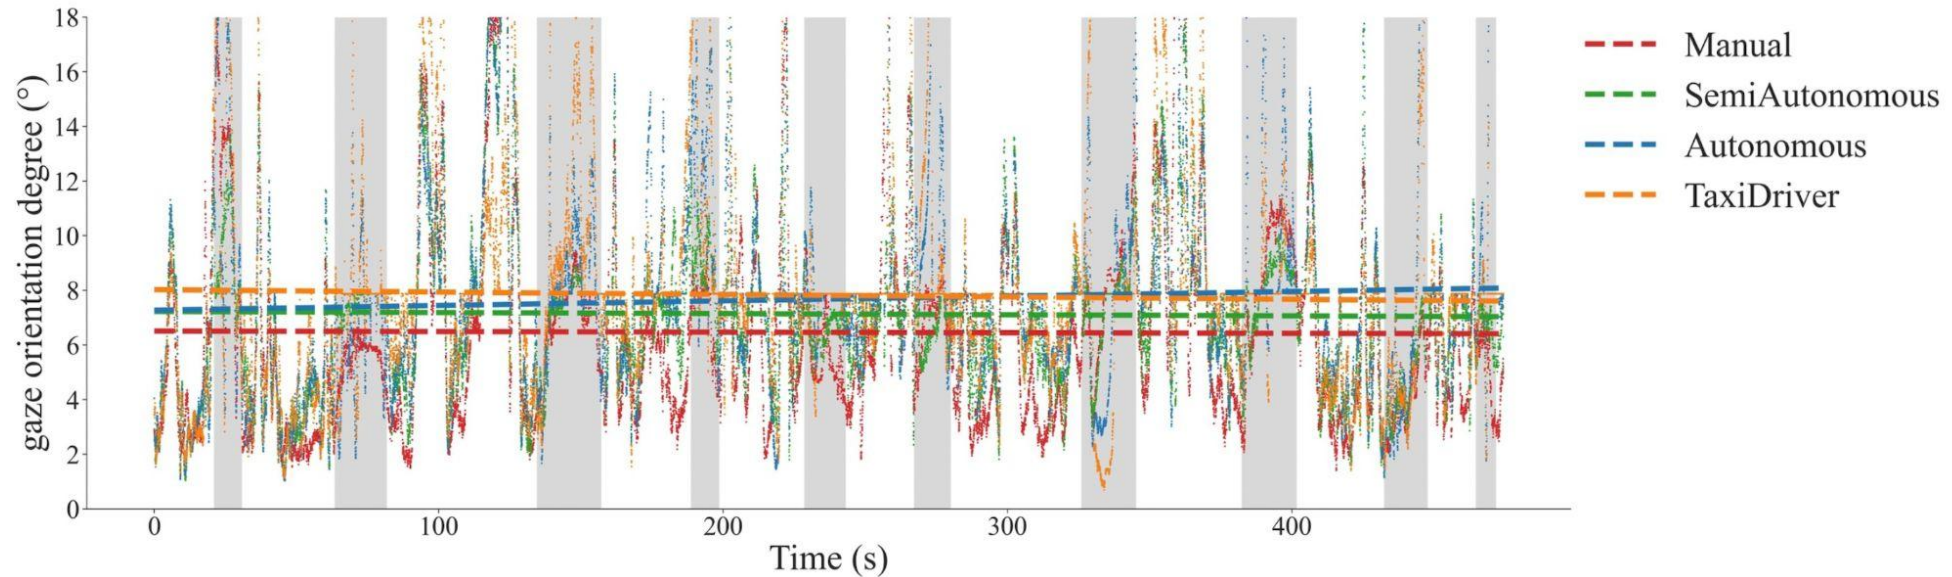 18
16
14
12
10
8
6
4
2
0
gaze orientation degree (°)
0 100 200 300 400
Time (s)
Manual
SemiAutonomous
Autonomous
TaxiDriver